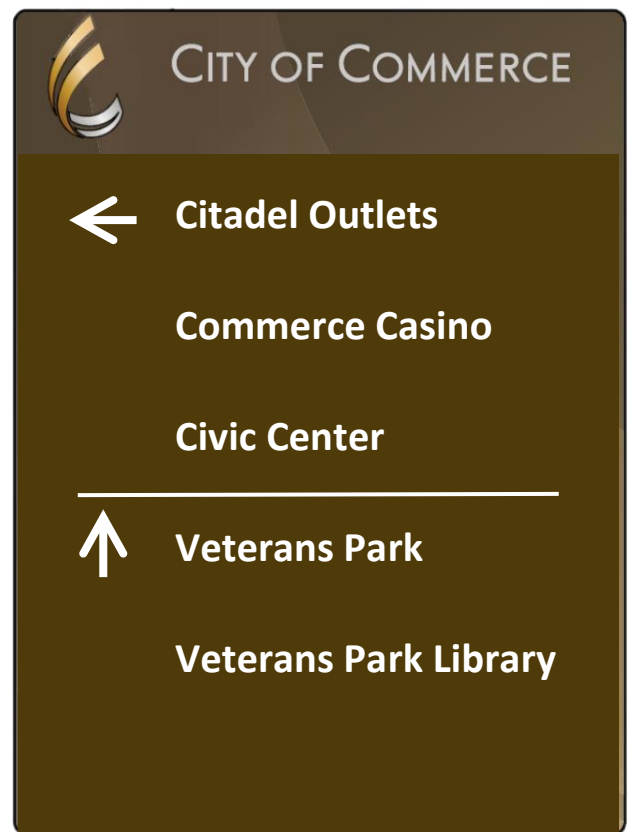 CITY OF COMMERCE
Citadel Outlets
Commerce Casino
Civic Center
Veterans Park
Veterans Park Library